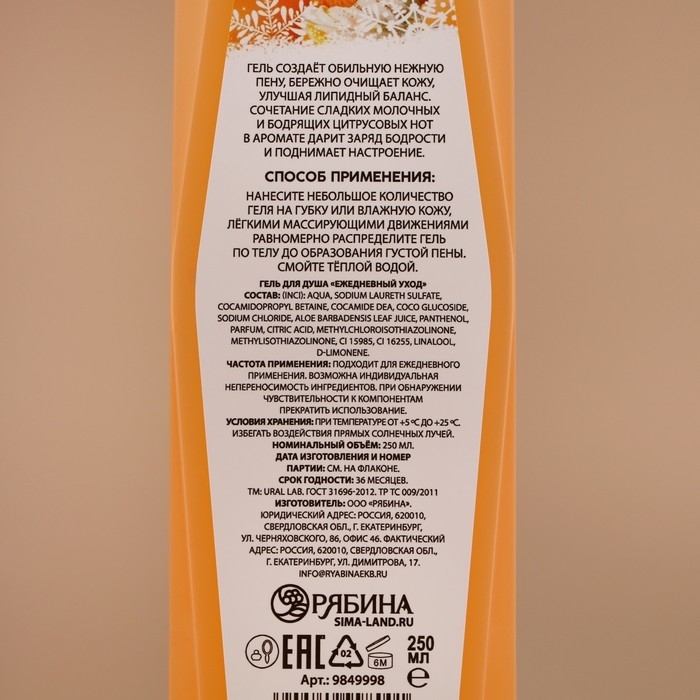 ГЕЛЬ СОЗДАЁТ ОБИЛЬНУЮ НЕЖНУЮ
ПЕНУ, БЕРЕЖНО ОЧИЩАЕТ КОЖУ,
УЛУЧШАЯ ЛИПИДНЫЙ БАЛАНС.
СОЧЕТАНИЕ СЛАДКИХ МОЛОЧНЫХ
И БОДРЯЩИХ ЦИТРУСОВЫХ НОТ
В АРОМАТЕ ДАРИТ ЗАРЯД БОДРОСТИ
И ПОДНИМАЕТ НАСТРОЕНИЕ.
СПОСОБ ПРИМЕНЕНИЯ:
НАНЕСИТЕ НЕБОЛЬШОЕ КОЛИЧЕСТВО
ГЕЛЯ НА ГУБКУ ИЛИ ВЛАЖНУЮ КОЖУ,
ЛЁГКИМИ МАССИРУЮЩИМИ ДВИЖЕНИЯМИ
РАВНОМЕРНО РАСПРЕДЕЛИТЕ ГЕЛЬ
ПО ТЕЛУ ДО ОБРАЗОВАНИЯ ГУСТОЙ ПЕНЫ.
СМОЙТЕ ТЁПЛОЙ ВОДОЙ.
ГЕЛЬ ДЛЯ ДУША «ЕЖЕДНЕВНЫЙ УХОД»
СОСТАВ: (INCI): AQUA, SODIUM LAURETH SULFATE,
COCAMIDOPROPYL BETAINE, COCAMIDE DEA, COCO GLUCOSIDE,
SODIUM CHLORIDE, ALOE BARBADENSIS LEAF JUICE, PANTHENOL,
PARFUM, CITRIC ACID, METHYLCHLOROISOTHIAZOLINONE,
METHYLISOTHIAZOLINONE, CI 15985, CI 16255, LINALOOL,
D-LIMONENE.
ЧАСТОТА ПРИМЕНЕНИЯ: ПОДХОДИТ ДЛЯ ЕЖЕДНЕВНОГО
ПРИМЕНЕНИЯ. ВОЗМОЖНА ИНДИВИДУАЛЬНАЯ
НЕПЕРЕНОСИМОСТЬ ИНГРЕДИЕНТОВ. ПРИ ОБНАРУЖЕНИИ
ЧУВСТВИТЕЛЬНОСТИ К КОМПОНЕНТАМ
ПРЕКРАТИТЬ ИСПОЛЬЗОВАНИЕ.
УСЛОВИЯ ХРАНЕНИЯ: ПРИ ТЕМПЕРАТУРЕ ОТ +5 ºС ДО +25 ºС.
ИЗБЕГАТЬ ВОЗДЕЙСТВИЯ ПРЯМЫХ СОЛНЕЧНЫХ ЛУЧЕЙ.
НОМИНАЛЬНЫЙ ОБЪЁМ: 250 МЛ.
ДАТА ИЗГОТОВЛЕНИЯ И НОМЕР
ПАРТИИ: СМ. НА ФЛАКОНЕ.
СРОК ГОДНОСТИ: 36 МЕСЯЦЕВ.
TM: URAL LAB. ГОСТ 31696-2012. ТР ТС 009/2011
ИЗГОТОВИТЕЛЬ: ООО «РЯБИНА».
ЮРИДИЧЕСКИЙ АДРЕС: РОССИЯ, 620010,
СВЕРДЛОВСКАЯ ОБЛ., Г. ЕКАТЕРИНБУРГ,
УЛ. ЧЕРНЯХОВСКОГО, 86, ОФИС 46. ФАКТИЧЕСКИЙ
АДРЕС: РОССИЯ, 620010, СВЕРДЛОВСКАЯ ОБЛ.,
Г. ЕКАТЕРИНБУРГ, УЛ. ДИМИТРОВА, 17.
INFO@RYABINAEKB.RU
РЯБИНА
SIMA-LAND.RU
ЕАС 02 6М 250 МЛ e
Арт.: 9849998